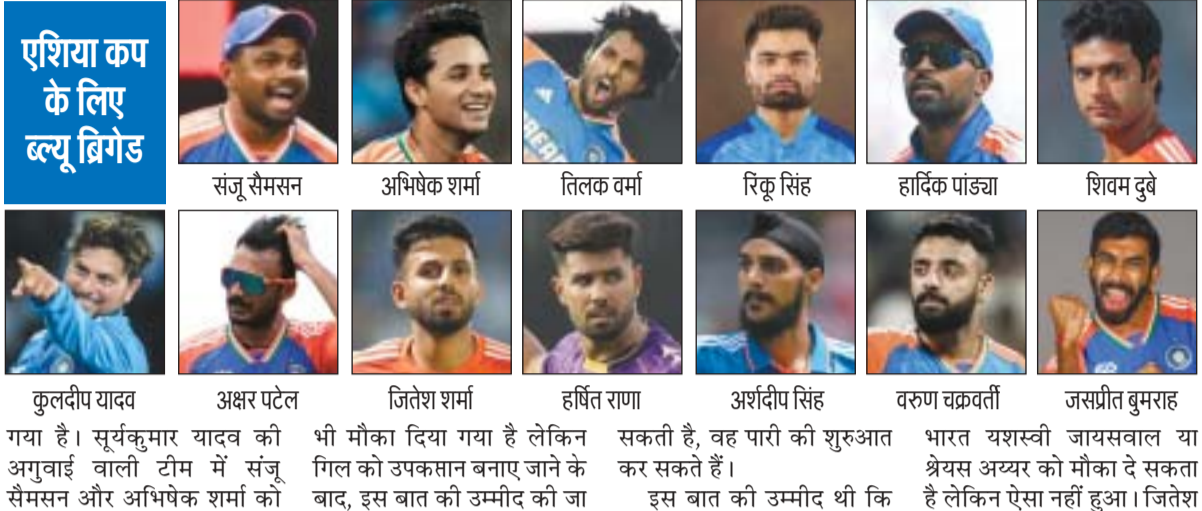 एशिया कप
के लिए
ब्ल्यू ब्रिगेड
संजू सैमसन
अभिषेक शर्मा
तिलक वर्मा
रिंकू सिंह
हार्दिक पांड्या
शिवम दुबे
कुलदीप यादव
अक्षर पटेल
जितेश शर्मा
हर्षित राणा
अर्शदीप सिंह
वरुण चक्रवर्ती
जसप्रीत बुमराह
गया है। सूर्यकुमार यादव की
अगुवाई वाली टीम में संजू
सैमसन और अभिषेक शर्मा को
भी मौका दिया गया है लेकिन
गिल को उपकप्तान बनाए जाने के
बाद, इस बात की उम्मीद की जा
सकती है, वह पारी की शुरुआत
कर सकते हैं।
इस बात की उम्मीद थी कि
भारत यशस्वी जायसवाल या
श्रेयस अय्यर को मौका दे सकता
है लेकिन ऐसा नहीं हुआ। जितेश